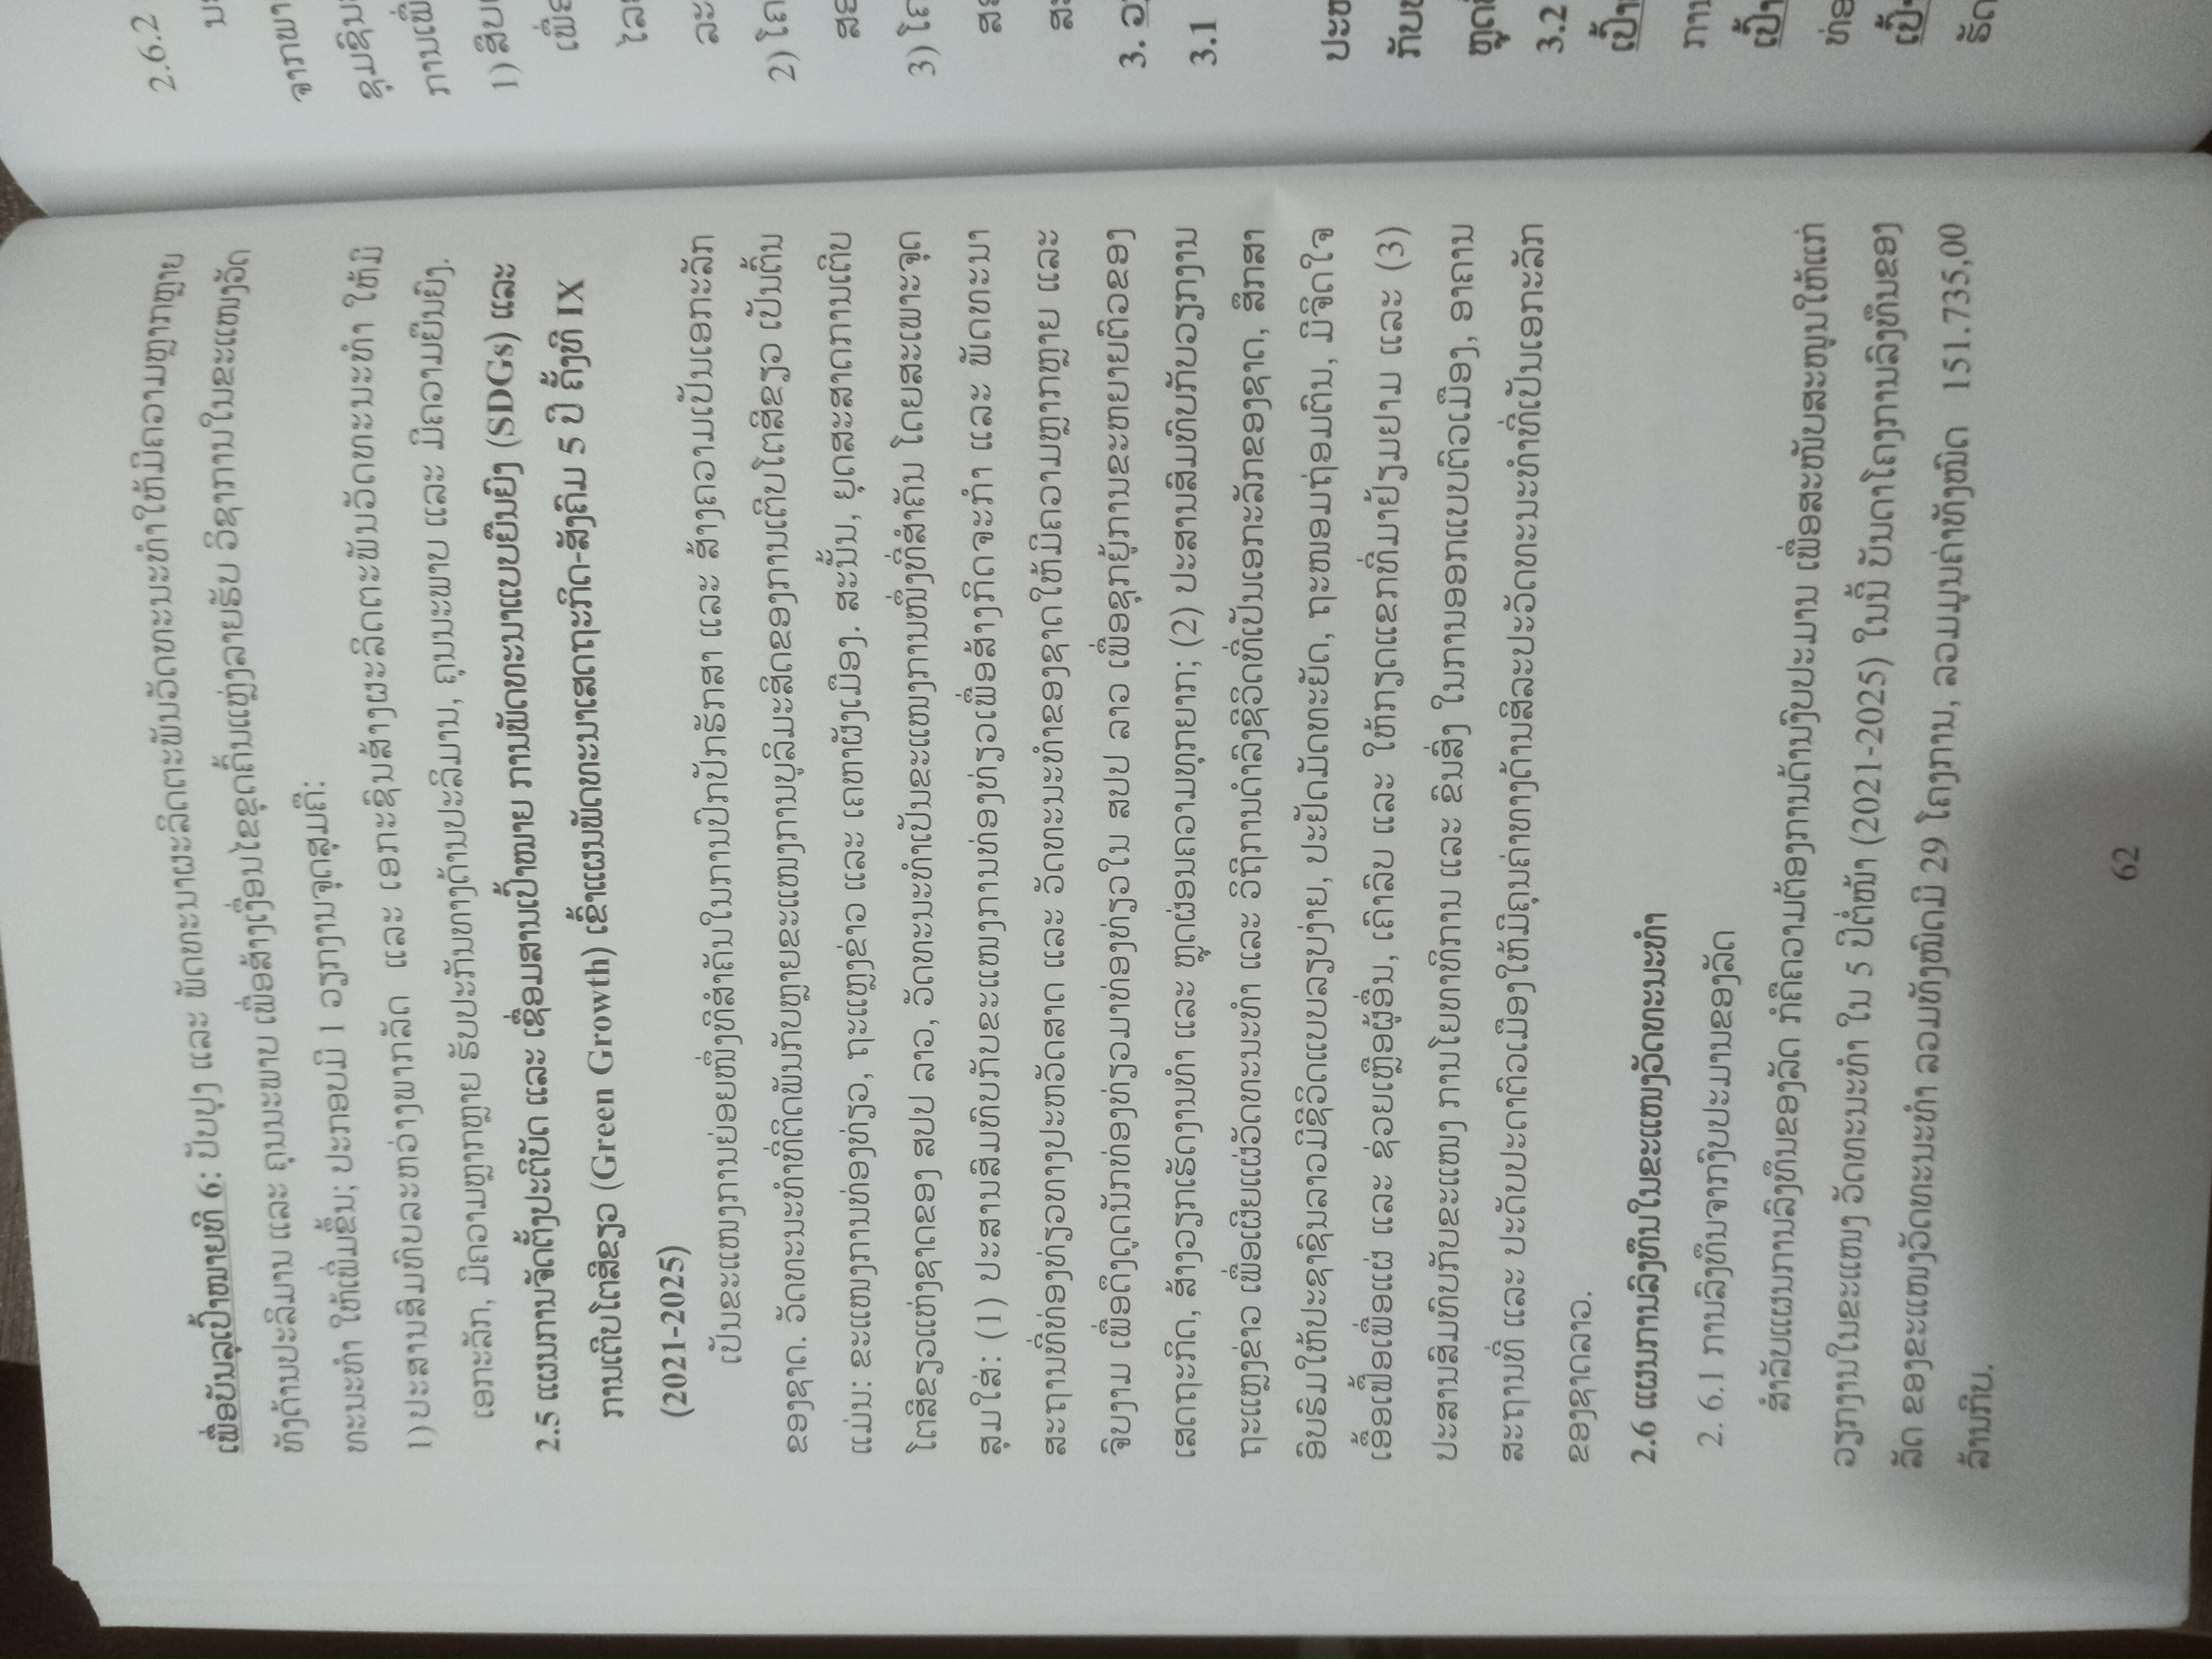 ເພື່ອບັນລຸເປົ້າໝາຍທີ 6: ປັບປຸງ ແລະ ພັດທະນາຜະລິດຕະພັນວັດທະນະທຳໃຫ້ມີຄວາມຫຼາກຫຼາຍ
ທັງດ້ານປະລິມານ ແລະ ຄຸນນະພາບ ເພື່ອສ້າງເງື່ອນໄຂຂຸດຄົ້ນແຫຼ່ງລາຍຮັບ ວິຊາການໃນຂະແໜງວັດ
ທະນະທຳ ໃຫ້ເພີ່ມຂຶ້ນ; ປະກອບມີ 1 ວຽກງານຈຸດສຸມຄື:
1) ປະສານສົມທົບລະຫວ່າງພາກລັດ ແລະ ເອກະຊົນສ້າງຜະລິດຕະພັນວັດທະນະທຳ ໃຫ້ມີ
ເອກະລັກ, ມີຄວາມຫຼາກຫຼາຍ ຮັບປະກັນທາງດ້ານປະລິມານ, ຄຸນນະພາບ ແລະ ມີຄວາມຍືນຍົງ.
2.5 ແຜນການຈັດຕັ້ງປະຕິບັດ ແລະ ເຊື່ອມສານເປົ້າໝາຍ ການພັດທະນາແບບຍືນຍົງ (SDGs) ແລະ
ການເຕີບໂຕສີຂຽວ (Green Growth) ເຂົ້າແຜນພັດທະນາເສດຖະກິດ-ສັງຄົມ 5 ປີ ຄັ້ງທີ IX
(2021-2025)
ເປັນຂະແໜງການຍ່ອຍໜຶ່ງທີ່ສຳຄັນໃນການປົກປັກຮັກສາ ແລະ ສ້າງຄວາມເປັນເອກະລັກ
ຂອງຊາດ. ວັດທະນະທຳທີ່ຕິດພັນກັບຫຼາຍຂະແໜງການບູລິມະສິດຂອງການເຕີບໂຕສີຂຽວ ເປັນຕົ້ນ
ແມ່ນ: ຂະແໜງການທ່ອງທ່ຽວ, ຖະແຫຼງຂ່າວ ແລະ ເຄຫາຜັງເມືອງ. ສະນັ້ນ, ຍຸດສະສາດການເຕີບ
ໂຕສີຂຽວແຫ່ງຊາດຂອງ ສປປ ລາວ, ວັດທະນະທຳເປັນຂະແໜງການໜຶ່ງທີ່ສຳຄັນ ໂດຍສະເພາະຈຸດ
ສຸມໃສ່: (1) ປະສານສົມທົບກັບຂະແໜງການທ່ອງທ່ຽວເພື່ອສ້າງກິດຈະກຳ ແລະ ພັດທະນາ
ສະຖານທີ່ທ່ອງທ່ຽວທາງປະຫວັດສາດ ແລະ ວັດທະນະທຳຂອງຊາດໃຫ້ມີຄວາມຫຼາກຫຼາຍ ແລະ
ຈົບງາມ ເພື່ອດຶງດູດນັກທ່ອງທ່ຽວມາທ່ອງທ່ຽວໃນ ສປປ ລາວ ເພື່ອຊຸກຍູ້ການຂະຫຍາຍຕົວຂອງ
ເສດຖະກິດ, ສ້າງວຽກເຮັດງານທຳ ແລະ ຫຼຸດຜ່ອນຄວາມທຸກຍາກ; (2) ປະສານສົມທົບກັບວຽກງານ
ຖະແຫຼງຂ່າວ ເພື່ອເຜີຍແຜ່ວັດທະນະທຳ ແລະ ວິຖີການດຳລົງຊີວິດທີ່ເປັນເອກະລັກຂອງຊາດ, ສຶກສາ
ອົບຮົມໃຫ້ປະຊາຊົນລາວມີຊີວິດແບບລຽບງ່າຍ, ປະຢັດມັດທະຍັດ, ຖະໜອມຖ່ອມຕົນ, ມີຈິດໃຈ
ເອື້ອເຟື້ອເພື່ອແຜ່ ແລະ ຊ່ວຍເຫຼືອຜູ້ອື່ນ, ເຄົາລົບ ແລະ ໃຫ້ກຽດແຂກທີ່ມາຢ້ຽມຢາມ ແລະ (3)
ປະສານສົມທົບກັບຂະແໜງ ການໂຍທາທິການ ແລະ ຂົນສົ່ງ ໃນການອອກແບບຕົວເມືອງ, ອາຄານ
ສະຖານທີ່ ແລະ ປະດັບປະດາຕົວເມືອງໃຫ້ມີຄຸນຄ່າທາງດ້ານສິລະປະວັດທະນະທຳທີ່ເປັນເອກະລັກ
ຂອງຊາດລາວ.
2.6 ແຜນການລົງທຶນໃນຂະແໜງວັດທະນະທຳ
2. 6.1 ການລົງທຶນຈາກງົບປະມານຂອງລັດ
ສຳລັບແຜນການລົງທຶນຂອງລັດ ກໍຄືຄວາມຕ້ອງການດ້ານງົບປະມານ ເພື່ອສະໜັບສະໜູນໃຫ້ແກ່
ວຽກງານໃນຂະແໜງ ວັດທະນະທຳ ໃນ 5 ປີຕໍ່ໜ້າ (2021-2025) ໃນນີ້ ບັນດາໂຄງການລົງທຶນຂອງ
ລັດ ຂອງຂະແໜງວັດທະນະທຳ ລວມທັງໝົດມີ 29 ໂຄງການ, ລວມມູນຄ່າທັງໝົດ 151.735,00
ລ້ານກີບ.
62
2.6.2
1) ສືບ
2) ໂຄ
3) ໂຄ
3.
3.1
3.2